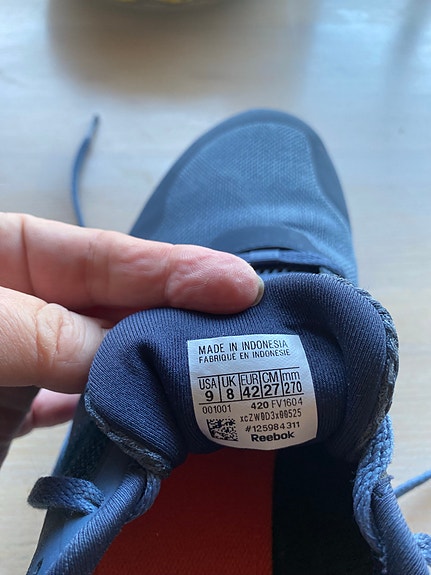 MADE IN INDONESIA
FABRIQUE EN INDONESIE
USA UK EUR CM mm
9 8 42 27 270
001001 420 FV1604
xcZW0D3x00525
#125984311
Reebok